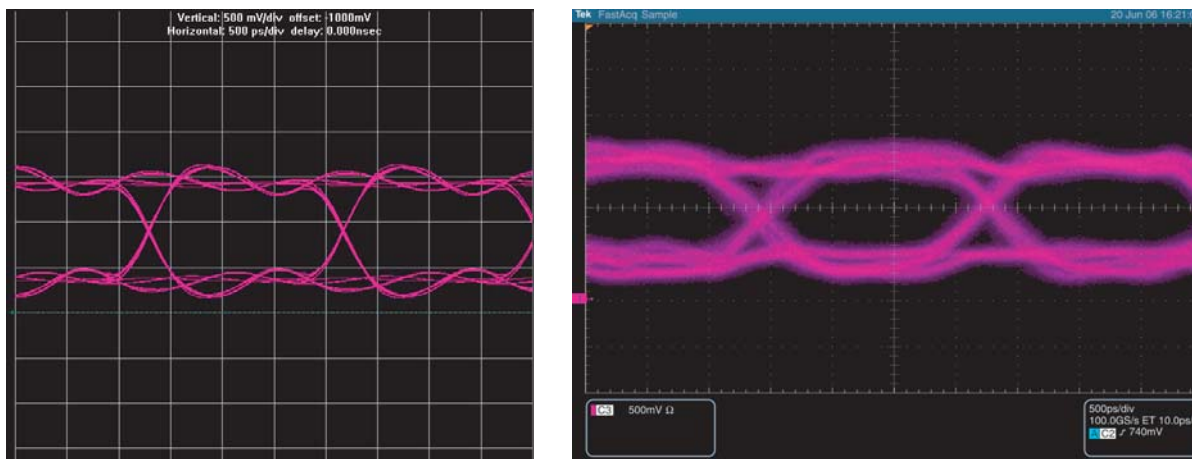 Vertical: 500 mV/div offset: -1000mV
Horizontal: 500 ps/div delay: 0.000nsec
Tek FastAcq Sample
20 Jun 06 16:21:
C3 500mV Ω
500ps/div
100.0GS/s ET 10.0ps/
A C2 ∫ 740mV